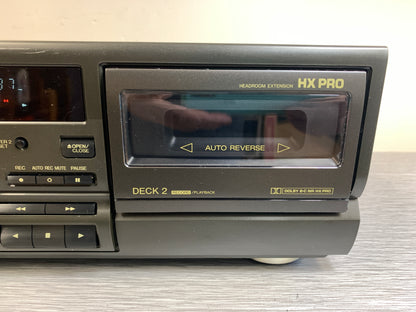 HEADROOM EXTENSION HX PRO
AUTO REVERSE
OPEN/
CLOSE
REC AUTO REC MUTE PAUSE
DECK 2 RECORD/PLAYBACK
DOLBY B·C NR HX PRO